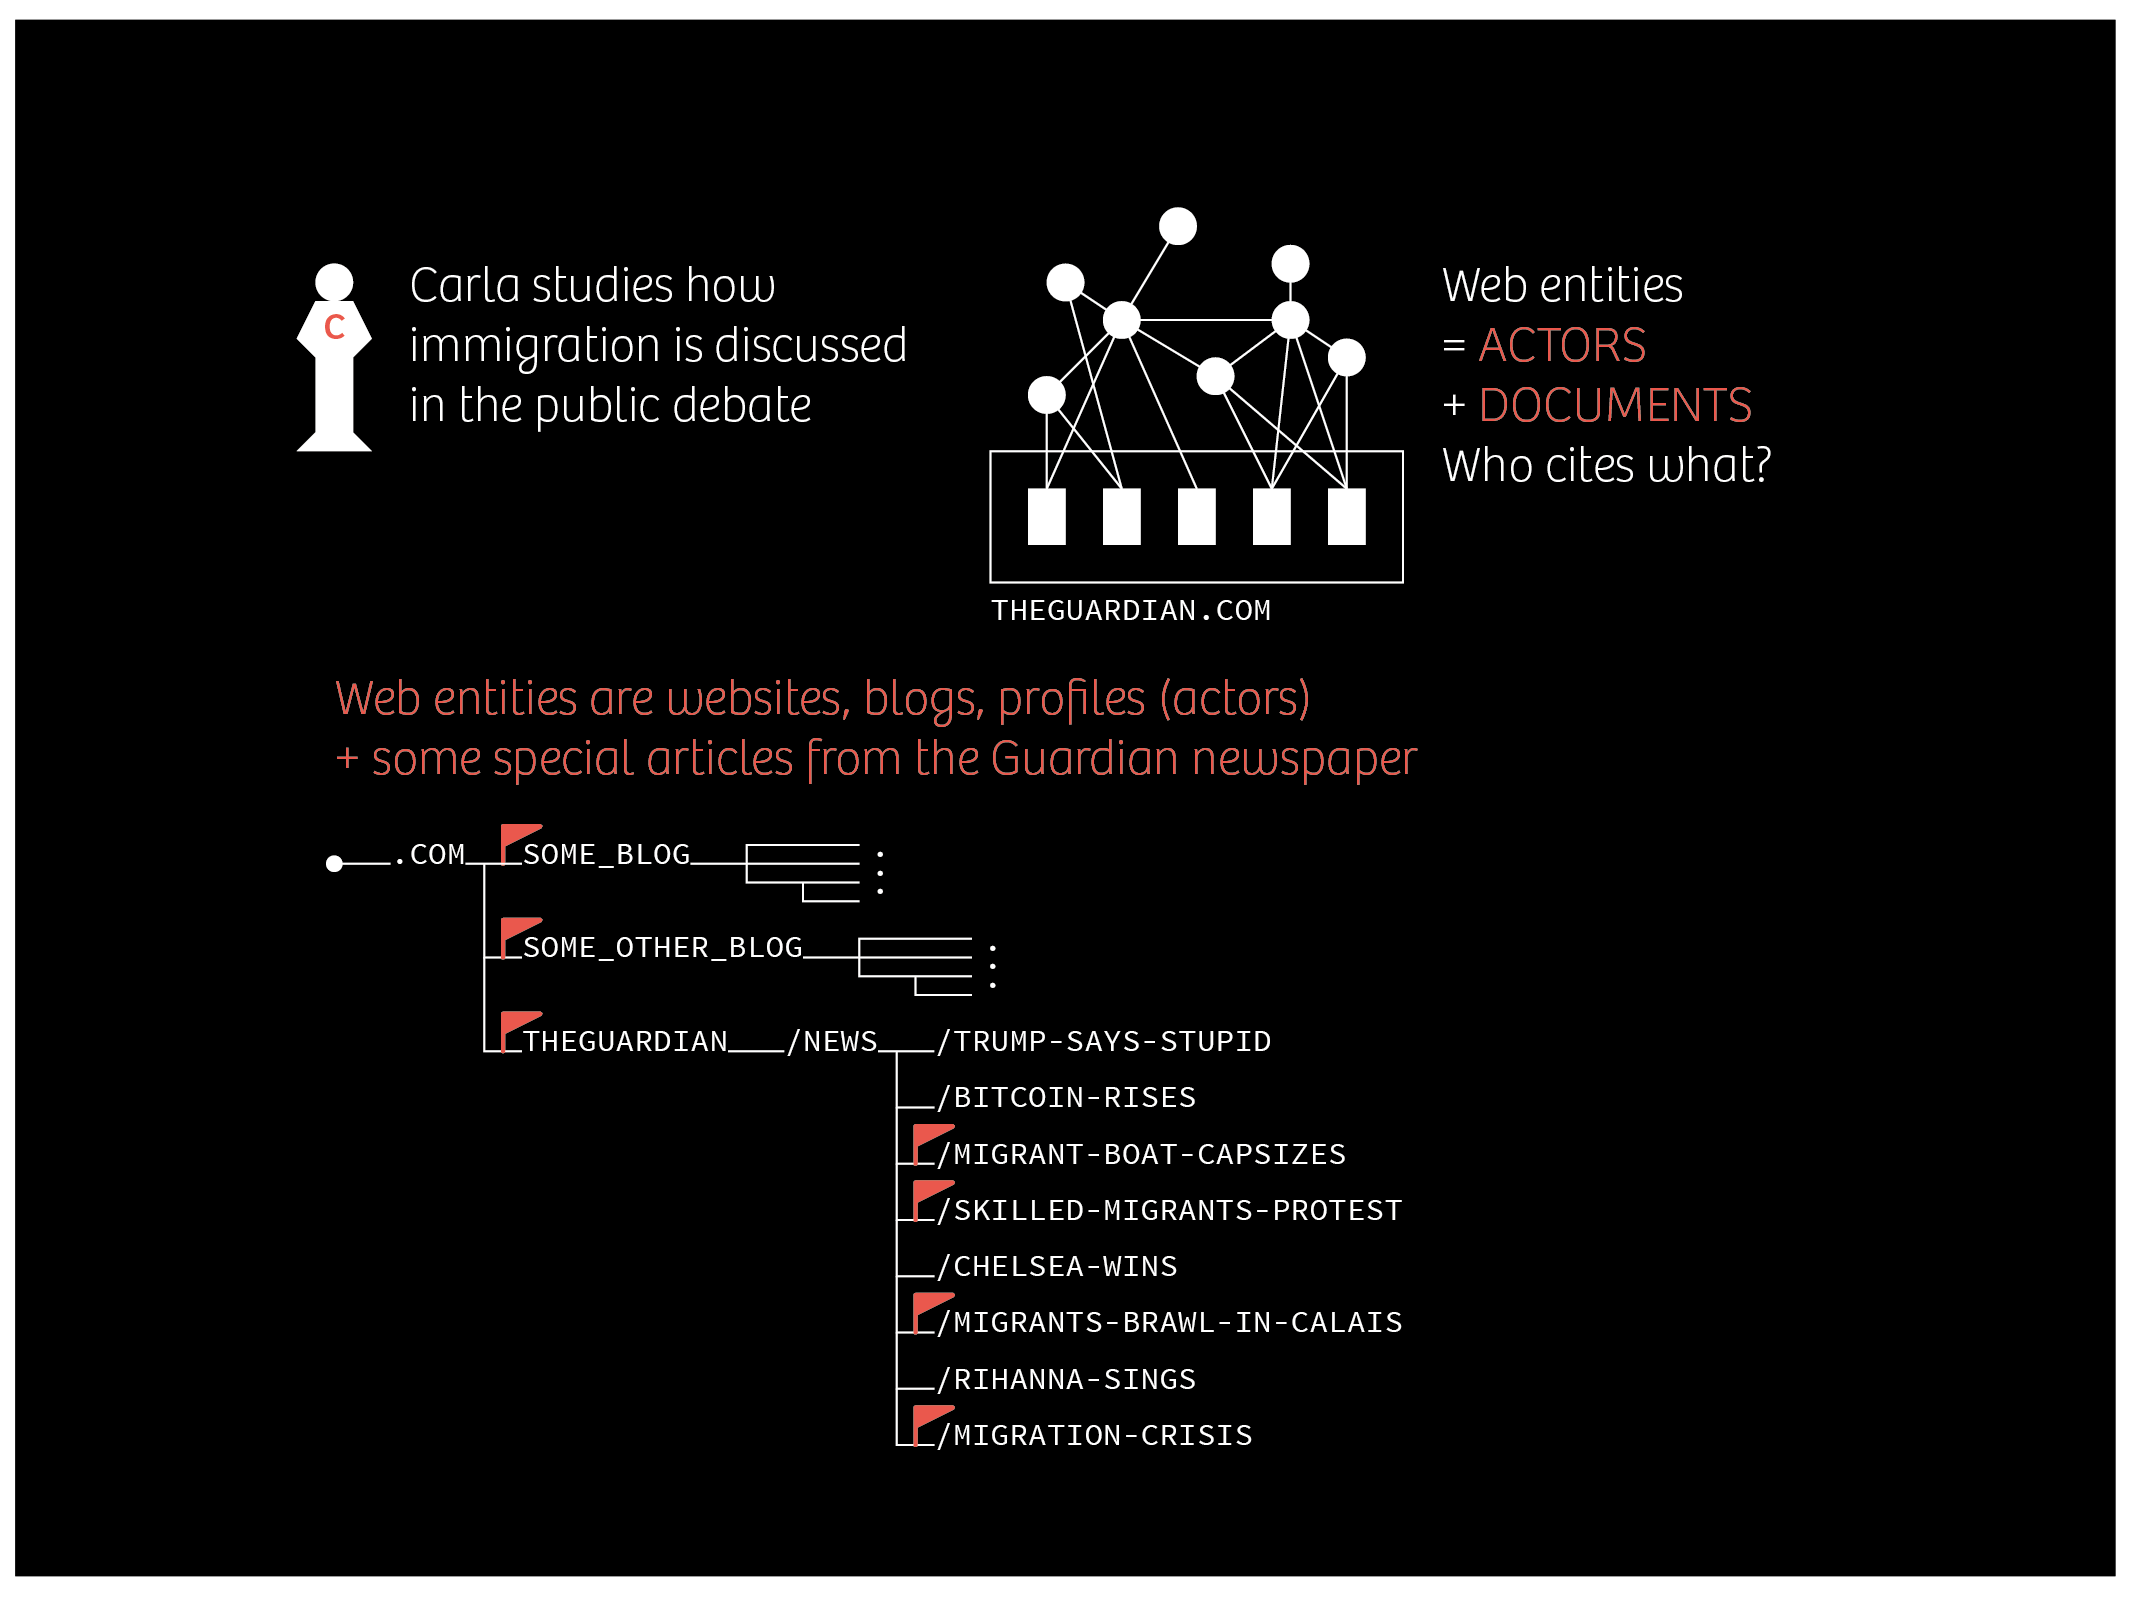 C
Carla studies how
immigration is discussed
in the public debate
Web entities
= ACTORS
+ DOCUMENTS
Who cites what?
THEGUARDIAN.COM
Web entities are websites, blogs, profiles (actors)
+ some special articles from the Guardian newspaper
.COM SOME_BLOG
SOME_OTHER_BLOG
THEGUARDIAN /NEWS /TRUMP-SAYS-STUPID
/BITCOIN-RISES
/MIGRANT-BOAT-CAPSIZES
/SKILLED-MIGRANTS-PROTEST
/CHELSEA-WINS
/MIGRANTS-BRAWL-IN-CALAIS
/RIHANNA-SINGS
/MIGRATION-CRISIS